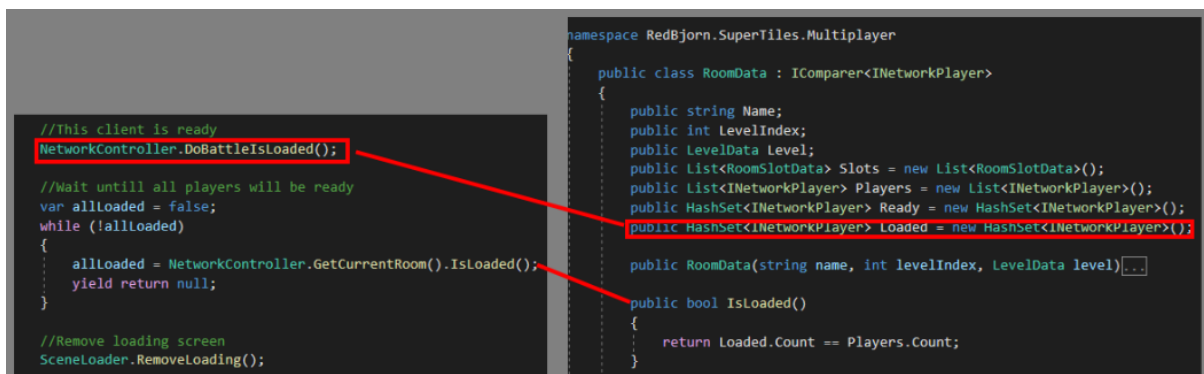 //This client is ready
NetworkController.DoBattleIsLoaded();
//Wait untill all players will be ready
var allLoaded = false;
while (!allLoaded)
{
allLoaded = NetworkController.GetCurrentRoom().IsLoaded();
yield return null;
}
//Remove loading screen
SceneLoader.RemoveLoading();
namespace RedBjorn.SuperTiles.Multiplayer
{
public class RoomData : IComparer<INetworkPlayer>
{
public string Name;
public int LevelIndex;
public LevelData Level;
public List<RoomSlotData> Slots = new List<RoomSlotData>();
public List<INetworkPlayer> Players = new List<INetworkPlayer>();
public HashSet<INetworkPlayer> Ready = new HashSet<INetworkPlayer>();
public HashSet<INetworkPlayer> Loaded = new HashSet<INetworkPlayer>();
public RoomData(string name, int levelIndex, LevelData level)...
public bool IsLoaded()
{
return Loaded.Count == Players.Count;
}